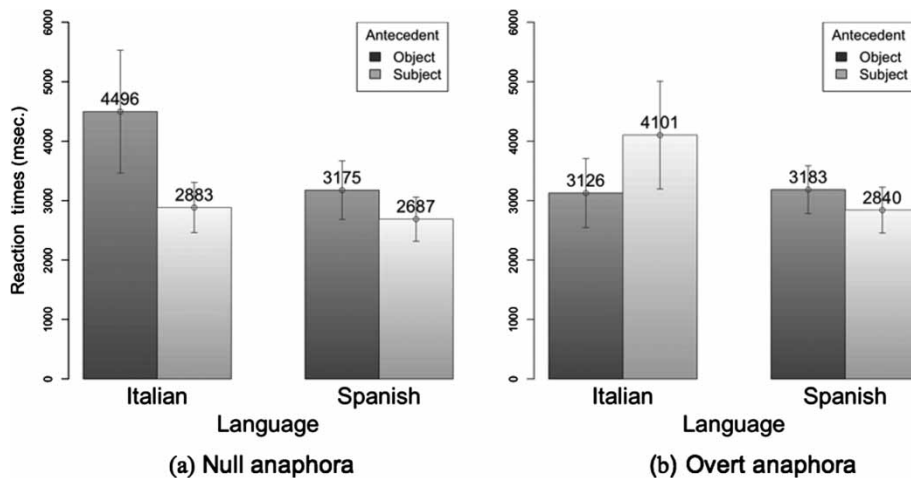 Reaction times (msec.)
0
1000
2000
3000
4000
5000
6000
Antecedent
Object
Subject
4496
2883
3175
2687
Italian
Spanish
Language
(a) Null anaphora
0
1000
2000
3000
4000
5000
6000
Antecedent
Object
Subject
3126
4101
3183
2840
Italian
Spanish
Language
(b) Overt anaphora